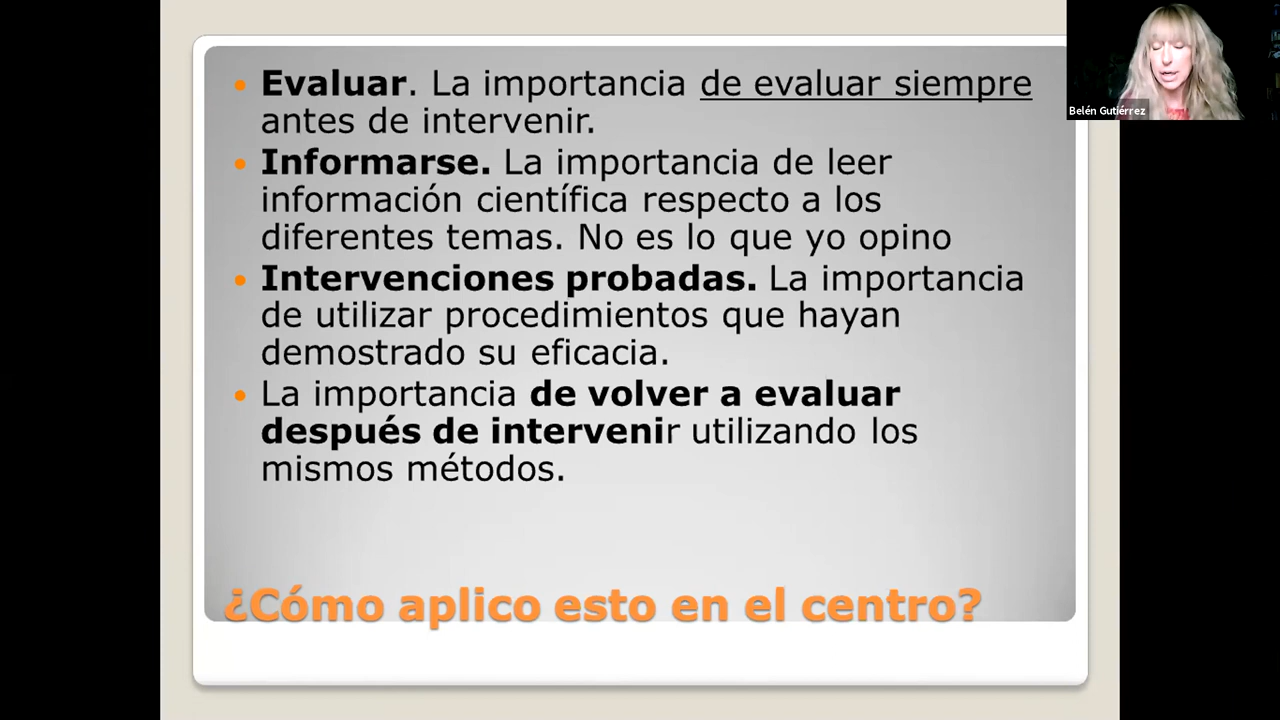 Evaluar. La importancia de evaluar siempre
antes de intervenir.
Informarse. La importancia de leer
información científica respecto a los
diferentes temas. No es lo que yo opino
Intervenciones probadas. La importancia
de utilizar procedimientos que hayan
demostrado su eficacia.
La importancia de volver a evaluar
después de intervenir utilizando los
mismos métodos.
¿Cómo aplico esto en el centro?
Belén Gutiérrez